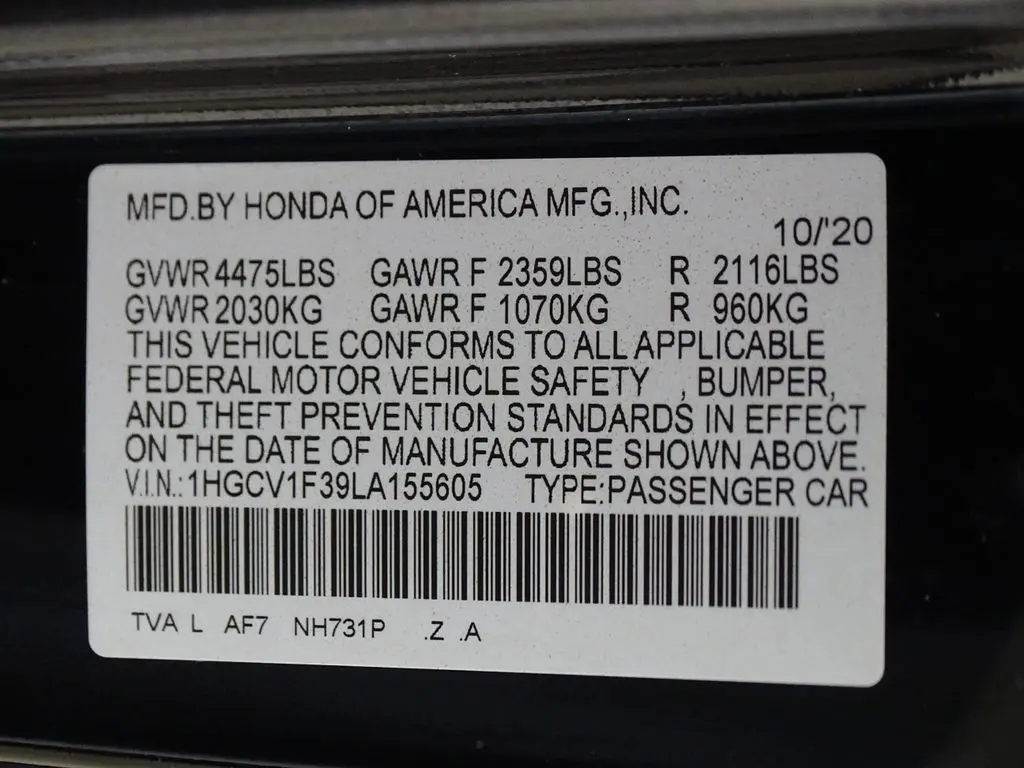 MFD.BY HONDA OF AMERICA MFG.,INC.
10/'20
GVWR 4475LBS GAWR F 2359LBS R 2116LBS
GVWR 2030KG GAWR F 1070KG R 960KG
THIS VEHICLE CONFORMS TO ALL APPLICABLE
FEDERAL MOTOR VEHICLE SAFETY , BUMPER,
AND THEFT PREVENTION STANDARDS IN EFFECT
ON THE DATE OF MANUFACTURE SHOWN ABOVE.
V.I.N.:1HGCV1F39LA155605 TYPE:PASSENGER CAR
TVA L AF7 NH731P .Z .A